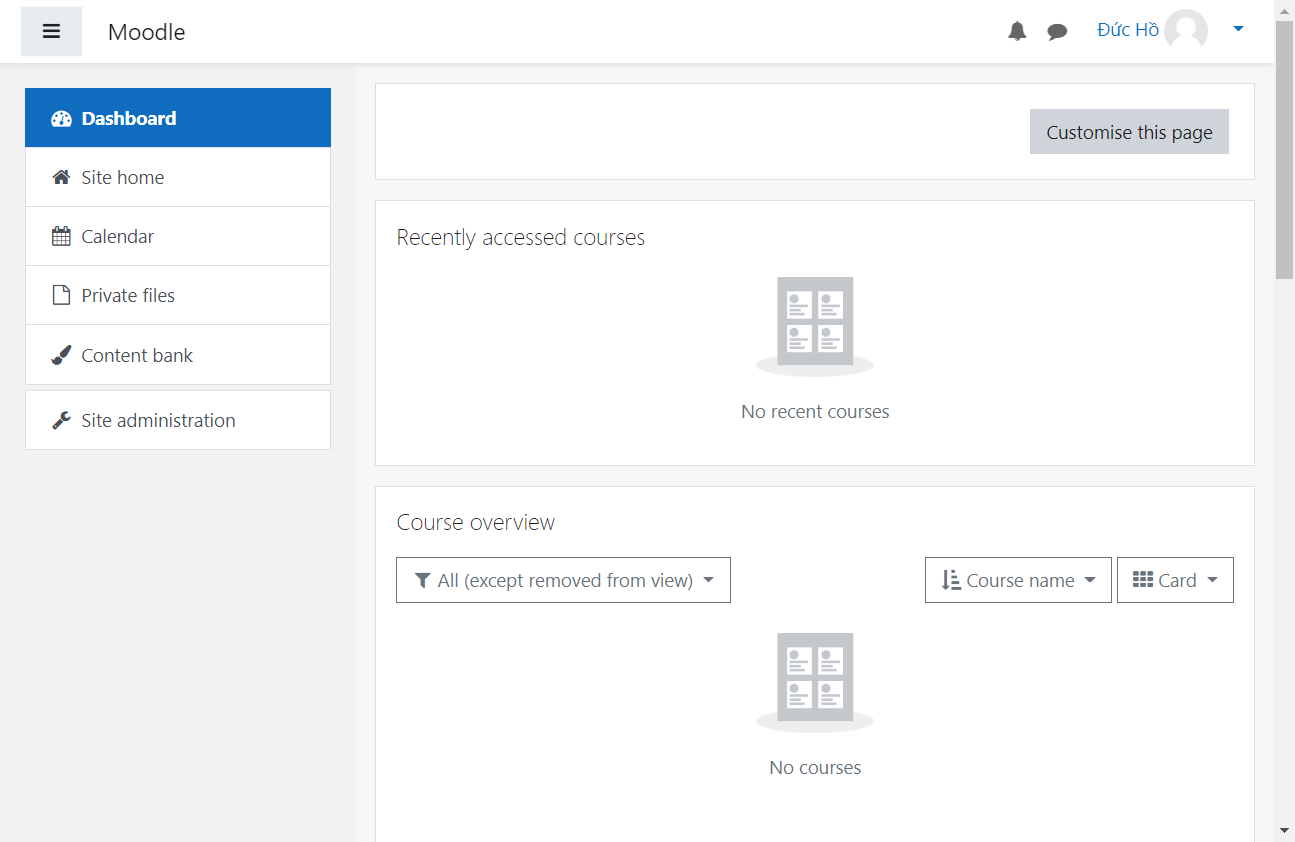 Moodle
Đức Hồ
Dashboard
Site home
Calendar
Private files
Content bank
Site administration
Customise this page
Recently accessed courses
No recent courses
Course overview
All (except removed from view)
Course name
Card
No courses